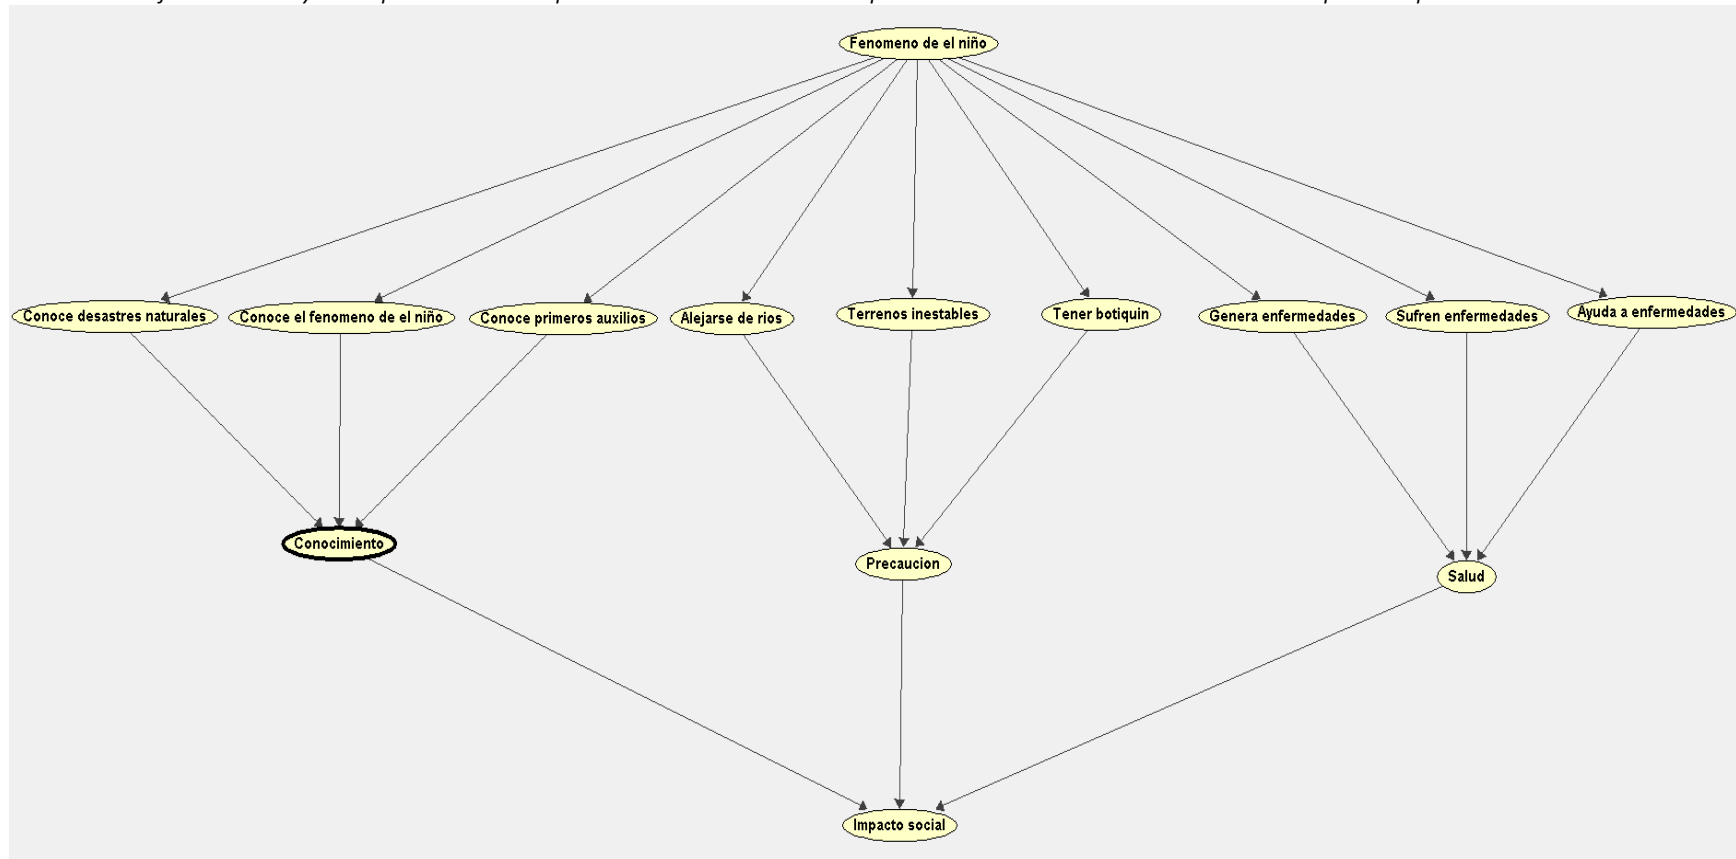 Fenomeno de el niño
Conoce desastres naturales
Conoce el fenomeno de el niño
Conoce primeros auxilios
Alejarse de rios
Terrenos inestables
Tener botiquin
Genera enfermedades
Sufren enfermedades
Ayuda a enfermedades
Conocimiento
Precaucion
Salud
Impacto social